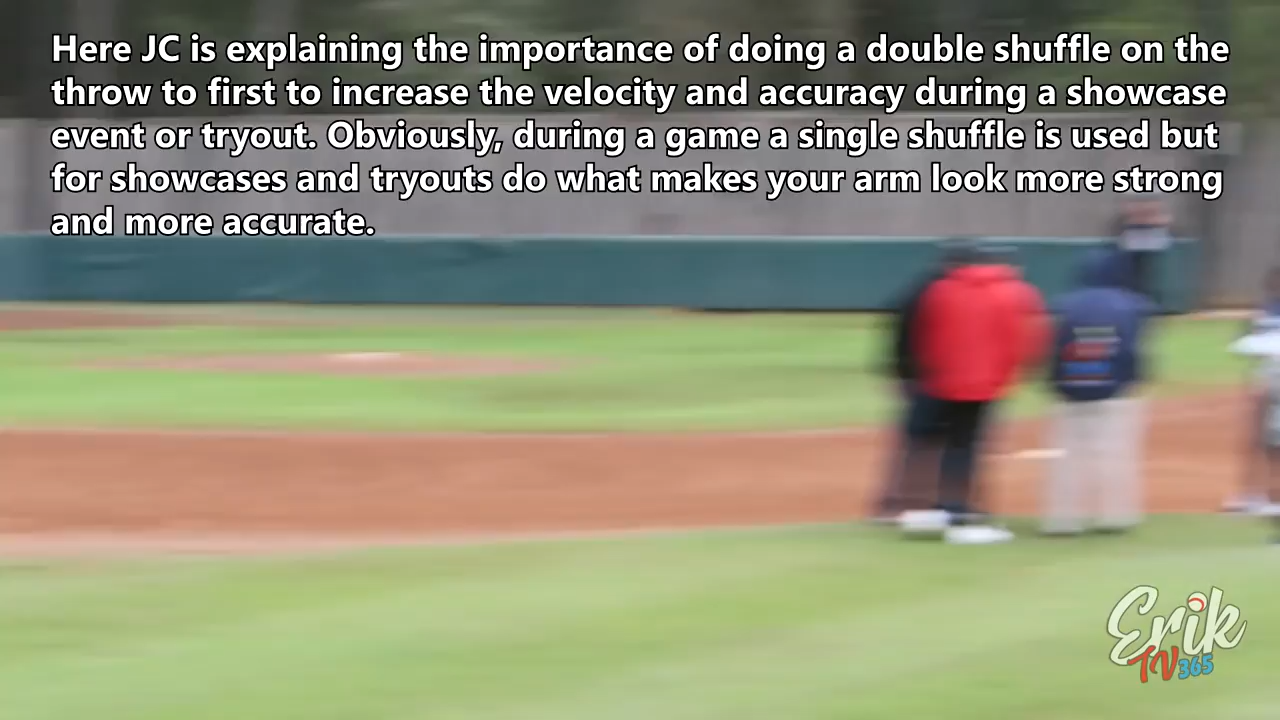 Here JC is explaining the importance of doing a double shuffle on the
throw to first to increase the velocity and accuracy during a showcase
event or tryout. Obviously, during a game a single shuffle is used but
for showcases and tryouts do what makes your arm look more strong
and more accurate.
Erik
TV365